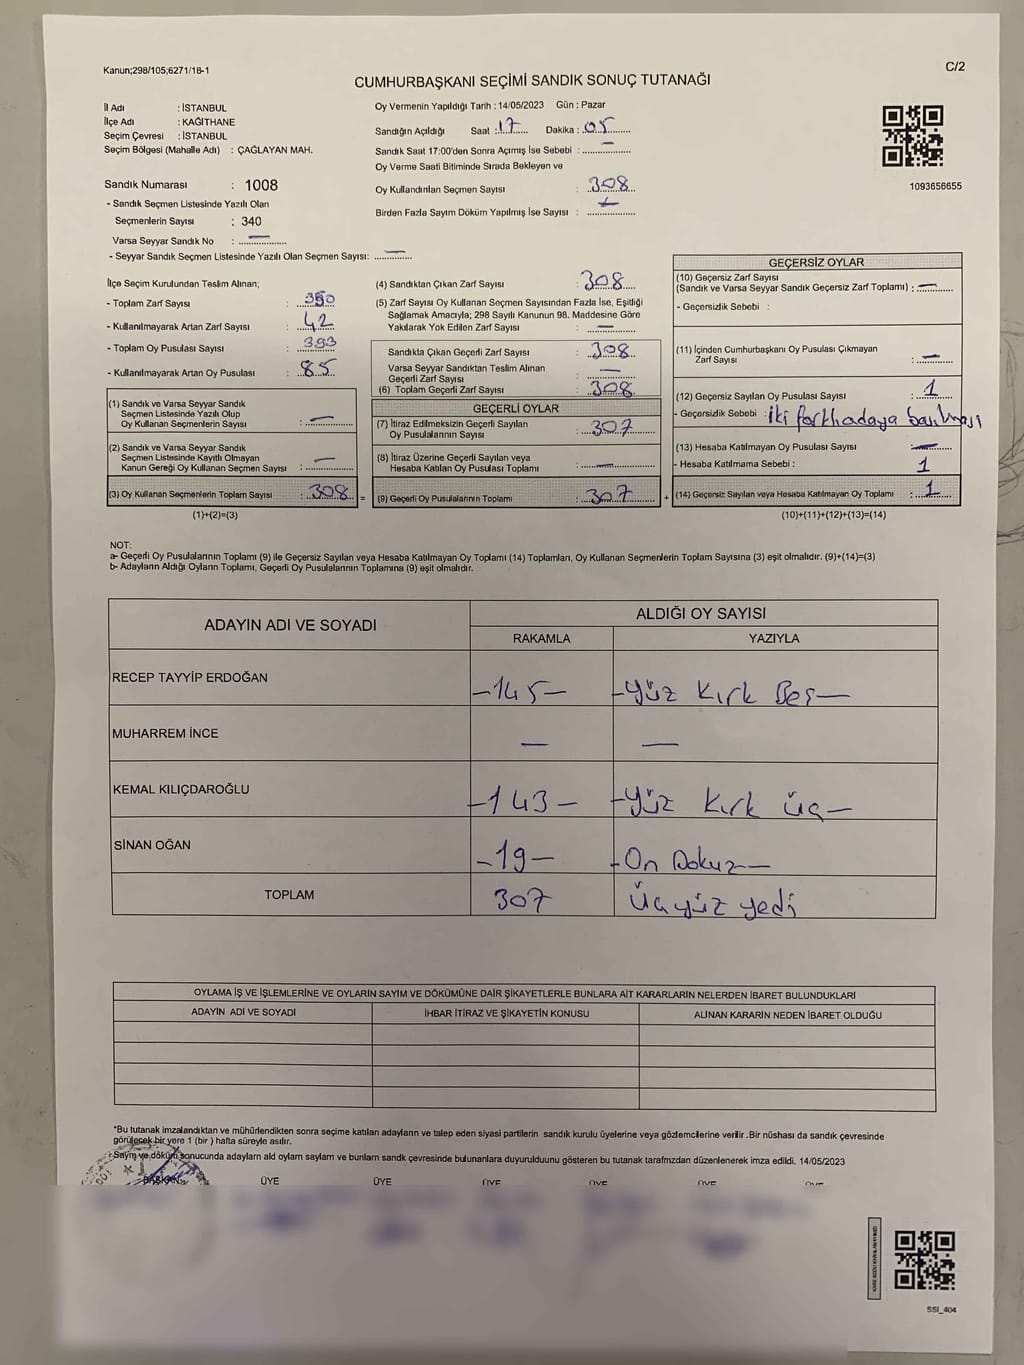 Kanun;298/105;6271/18-1
C/2
CUMHURBAŞKANI SEÇİMİ SANDIK SONUÇ TUTANAĞI
İl Adı : İSTANBUL
İlçe Adı : KAĞITHANE
Seçim Çevresi : İSTANBUL
Seçim Bölgesi (Mahalle Adı) : ÇAĞLAYAN MAH.
Sandık Numarası : 1008
- Sandık Seçmen Listesinde Yazılı Olan
Seçmenlerin Sayısı : 340
Varsa Seyyar Sandık No : —
- Seyyar Sandık Seçmen Listesinde Yazılı Olan Seçmen Sayısı: —
Oy Vermenin Yapıldığı Tarih : 14/05/2023 Gün : Pazar
Sandığın Açıldığı Saat : 17 Dakika : 05
Sandık Saat 17:00'den Sonra Açımış İse Sebebi : —
Oy Verme Saati Bitiminde Sırada Bekleyen ve
Oy Kullandırılan Seçmen Sayısı : 308
Birden Fazla Sayım Döküm Yapılmış İse Sayısı :
1093656655
İlçe Seçim Kurulundan Teslim Alınan;
- Toplam Zarf Sayısı : 350
- Kullanılmayarak Artan Zarf Sayısı : 42
- Toplam Oy Pusulası Sayısı : 393
- Kullanılmayarak Artan Oy Pusulası : 85
(1) Sandık ve Varsa Seyyar Sandık
Seçmen Listesinde Yazılı Olup
Oy Kullanan Seçmenlerin Sayısı : —
(2) Sandık ve Varsa Seyyar Sandık
Seçmen Listesinde Kayıtlı Olmayan
Kanun Gereği Oy Kullanan Seçmen Sayısı : —
(3) Oy Kullanan Seçmenlerin Toplam Sayısı : 308 =
(1)+(2)=(3)
(4) Sandıktan Çıkan Zarf Sayısı : 308
(5) Zarf Sayısı Oy Kullanan Seçmen Sayısından Fazla İse, Eşitliği
Sağlamak Amacıyla; 298 Sayılı Kanunun 98. Maddesine Göre
Yakılarak Yok Edilen Zarf Sayısı : —
Sandıkta Çıkan Geçerli Zarf Sayısı : 308
Varsa Seyyar Sandıktan Teslim Alınan
Geçerli Zarf Sayısı : —
(6) Toplam Geçerli Zarf Sayısı : 308
GEÇERLİ OYLAR
(7) İtiraz Edilmeksizin Geçerli Sayılan
Oy Pusulalarının Sayısı : 307
(8) İtiraz Üzerine Geçerli Sayılan veya
Hesaba Katılan Oy Pusulası Toplamı : —
(9) Geçerli Oy Pusulalarının Toplamı : 307 +
GEÇERSİZ OYLAR
(10) Geçersiz Zarf Sayısı
(Sandık ve Varsa Seyyar Sandık Geçersiz Zarf Toplamı) : —
- Geçersizlik Sebebi :
(11) İçinden Cumhurbaşkanı Oy Pusulası Çıkmayan
Zarf Sayısı : —
(12) Geçersiz Sayılan Oy Pusulası Sayısı : 1
- Geçersizlik Sebebi : iki farklı adaya basılması
(13) Hesaba Katılmayan Oy Pusulası Sayısı : —
- Hesaba Katılmama Sebebi : 1
(14) Geçersiz Sayılan veya Hesaba Katılmayan Oy Toplamı : 1
(10)+(11)+(12)+(13)=(14)
NOT:
a- Geçerli Oy Pusulalarının Toplamı (9) ile Geçersiz Sayılan veya Hesaba Katılmayan Oy Toplamı (14) Toplamları, Oy Kullanan Seçmenlerin Toplam Sayısına (3) eşit olmalıdır. (9)+(14)=(3)
b- Adayların Aldığı Oyların Toplamı, Geçerli Oy Pusulalarının Toplamına (9) eşit olmalıdır.
ADAYIN ADI VE SOYADI
ALDIĞI OY SAYISI
RAKAMLA YAZIYLA
RECEP TAYYİP ERDOĞAN —145— —Yüz Kırk Beş—
MUHARREM İNCE — —
KEMAL KILIÇDAROĞLU —143— —Yüz Kırk üç—
SİNAN OĞAN —19— —On Dokuz—
TOPLAM 307 Üçyüz yedi
OYLAMA İŞ VE İŞLEMLERİNE VE OYLARIN SAYIM VE DÖKÜMÜNE DAİR ŞİKAYETLERLE BUNLARA AİT KARARLARIN NELERDEN İBARET BULUNDUKLARI
ADAYIN ADI VE SOYADI İHBAR İTİRAZ VE ŞİKAYETİN KONUSU ALINAN KARARIN NEDEN İBARET OLDUĞU
*Bu tutanak imzalandıktan ve mühürlendikten sonra seçime katılan adayların ve talep eden siyasi partilerin sandık kurulu üyelerine veya gözlemcilerine verilir .Bir nüshası da sandık çevresinde
görülecek bir yere 1 (bir ) hafta süreyle asılır.
Sayım ve döküm sonucunda adayların ald oyların sayların ve bunların sandk çevresinde bulunanlara duyurulduunu gösteren bu tutanak tarafmzdan düzenlenerek imza edildi. 14/05/2023
BAŞKAN ÜYE ÜYE ÜYE ÜYE ÜYE
SSI_404